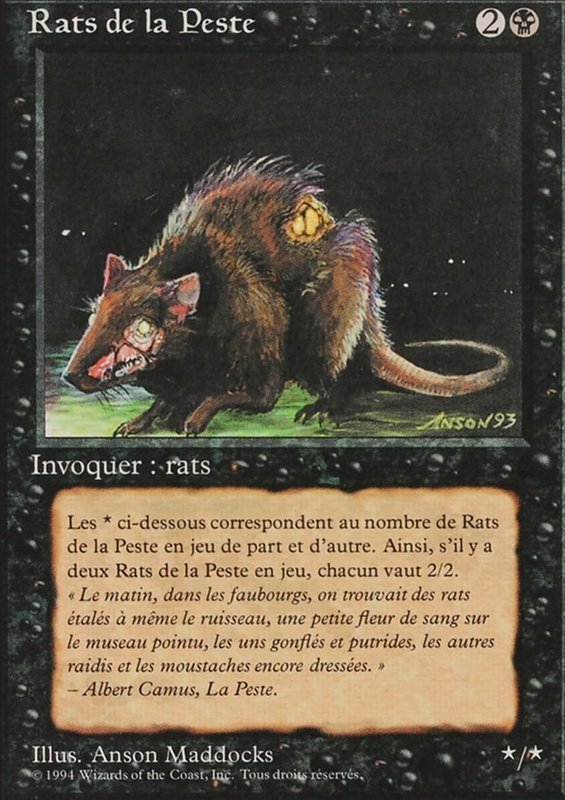 Rats de la Peste 2
ANSON 93
Invoquer : rats
Les * ci-dessous correspondent au nombre de Rats
de la Peste en jeu de part et d'autre. Ainsi, s'il y a
deux Rats de la Peste en jeu, chacun vaut 2/2.
« Le matin, dans les faubourgs, on trouvait des rats
étalés à même le ruisseau, une petite fleur de sang sur
le museau pointu, les uns gonflés et putrides, les autres
raidis et les moustaches encore dressées. »
– Albert Camus, La Peste.
Illus. Anson Maddocks ★/★
© 1994 Wizards of the Coast, Inc. Tous droits réservés.